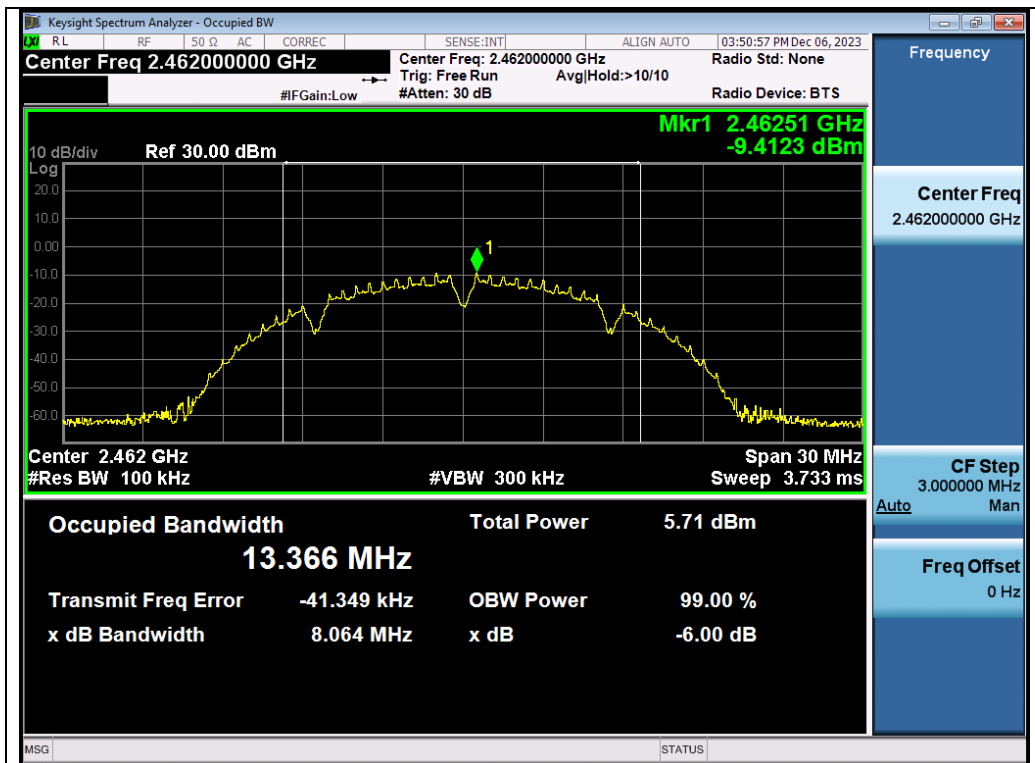 Keysight Spectrum Analyzer - Occupied BW
LXI RL RF 50 Ω AC CORREC SENSE:INT ALIGN AUTO 03:50:57 PM Dec 06, 2023
Center Freq 2.462000000 GHz
Center Freq: 2.462000000 GHz
Radio Std: None
Trig: Free Run Avg|Hold:>10/10
#IFGain:Low
#Atten: 30 dB
Radio Device: BTS
Mkr1 2.46251 GHz
-9.4123 dBm
10 dB/div Ref 30.00 dBm
Log
20.0
10.0
0.00
-10.0
-20.0
-30.0
-40.0
-50.0
-60.0
1
Center 2.462 GHz Span 30 MHz
#Res BW 100 kHz #VBW 300 kHz Sweep 3.733 ms
Occupied Bandwidth Total Power 5.71 dBm
13.366 MHz
Transmit Freq Error -41.349 kHz OBW Power 99.00 %
x dB Bandwidth 8.064 MHz x dB -6.00 dB
Frequency
Center Freq
2.462000000 GHz
CF Step
3.000000 MHz
Auto Man
Freq Offset
0 Hz
MSG STATUS